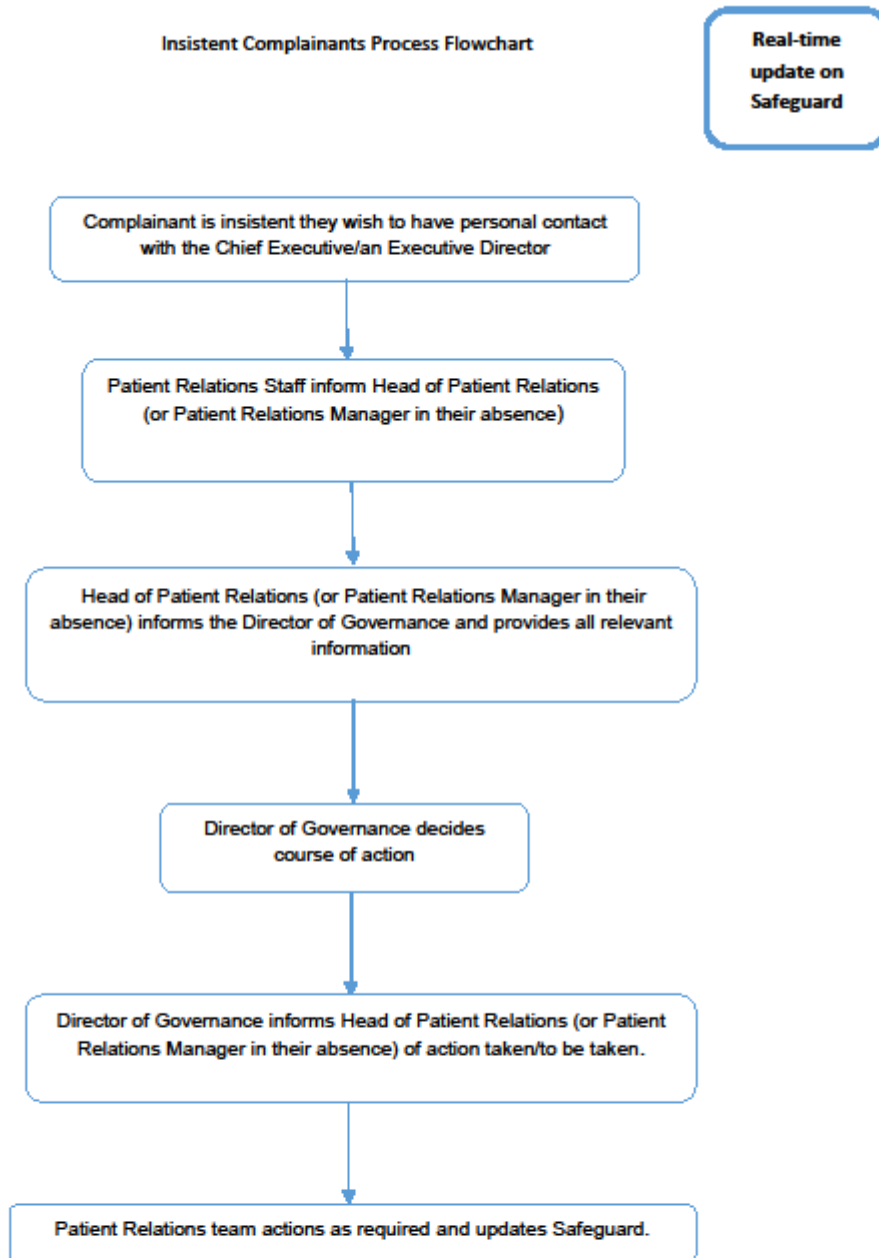 Insistent Complainants Process Flowchart
Real-time
update on
Safeguard
Complainant is insistent they wish to have personal contact
with the Chief Executive/an Executive Director
Patient Relations Staff inform Head of Patient Relations
(or Patient Relations Manager in their absence)
Head of Patient Relations (or Patient Relations Manager in their
absence) informs the Director of Governance and provides all relevant
information
Director of Governance decides
course of action
Director of Governance informs Head of Patient Relations (or Patient
Relations Manager in their absence) of action taken/to be taken.
Patient Relations team actions as required and updates Safeguard.